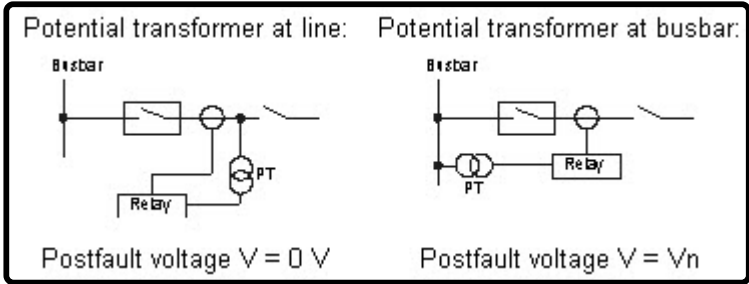 Potential transformer at line:
Busbar
PT
Relay
Postfault voltage V = 0 V
Potential transformer at busbar:
Busbar
Relay
PT
Postfault voltage V = Vn